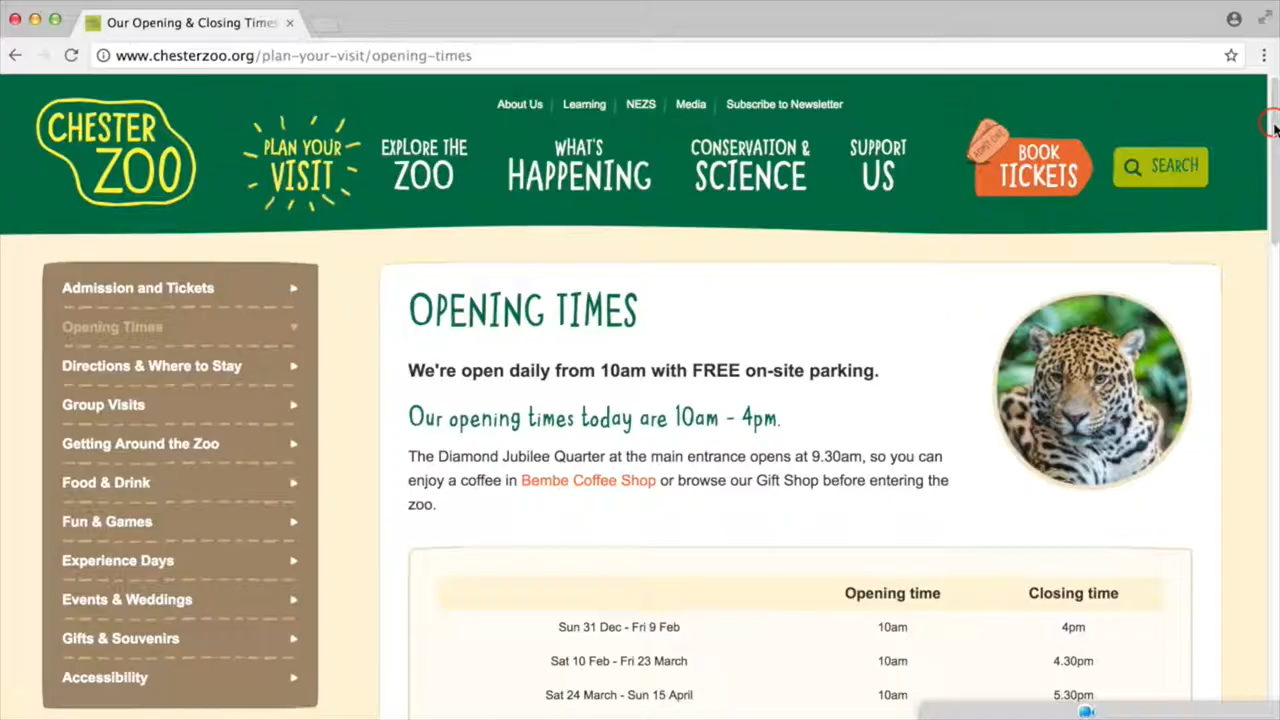 Our Opening & Closing Times
www.chesterzoo.org/plan-your-visit/opening-times
About Us
Learning
NEZS
Media
Subscribe to Newsletter
CHESTER
ZOO
PLAN YOUR
VISIT
EXPLORE THE
ZOO
WHAT'S
HAPPENING
CONSERVATION &
SCIENCE
SUPPORT
US
BOOK
TICKETS
SEARCH
Admission and Tickets
Opening Times
Directions & Where to Stay
Group Visits
Getting Around the Zoo
Food & Drink
Fun & Games
Experience Days
Events & Weddings
Gifts & Souvenirs
Accessibility
OPENING TIMES
We're open daily from 10am with FREE on-site parking.
Our opening times today are 10am - 4pm.
The Diamond Jubilee Quarter at the main entrance opens at 9.30am, so you can
enjoy a coffee in Bembe Coffee Shop or browse our Gift Shop before entering the
zoo.
Opening time Closing time
Sun 31 Dec - Fri 9 Feb 10am 4pm
Sat 10 Feb - Fri 23 March 10am 4.30pm
Sat 24 March - Sun 15 April 10am 5.30pm